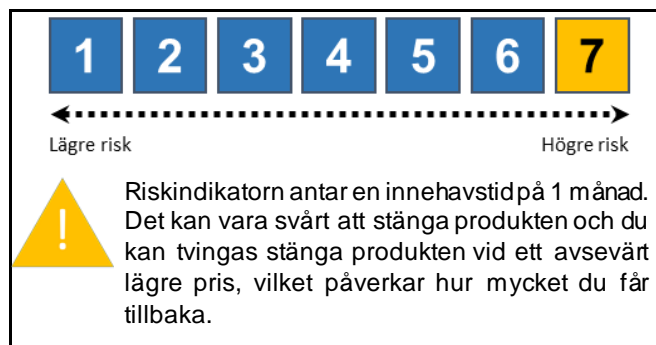 1 2 3 4 5 6 7
Lägre risk Högre risk
!
Riskindikatorn antar en innehavstid på 1 månad.
Det kan vara svårt att stänga produkten och du
kan tvingas stänga produkten vid ett avsevärt
lägre pris, vilket påverkar hur mycket du får
tillbaka.